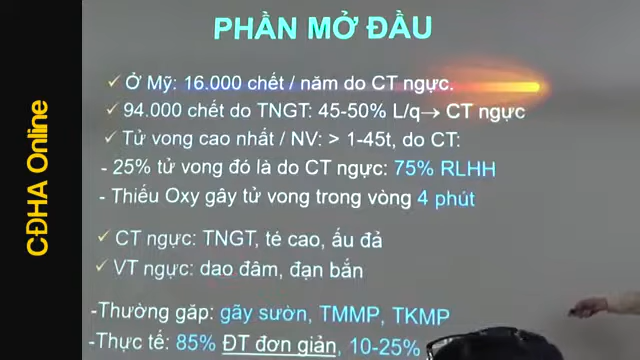 PHẦN MỞ ĐẦU
✓ Ở Mỹ: 16.000 chết / năm do CT ngực.
✓ 94.000 chết do TNGT: 45-50% L/q→ CT ngực
✓ Tử vong cao nhất / NV: > 1-45t, do CT:
- 25% tử vong đó là do CT ngực: 75% RLHH
- Thiếu Oxy gây tử vong trong vòng 4 phút
✓ CT ngực: TNGT, té cao, ấu đả
✓ VT ngực: dao đâm, đạn bắn
-Thường gặp: gãy sườn, TMMP, TKMP
-Thực tế: 85% ĐT đơn giản, 10-25%
CĐHA Online